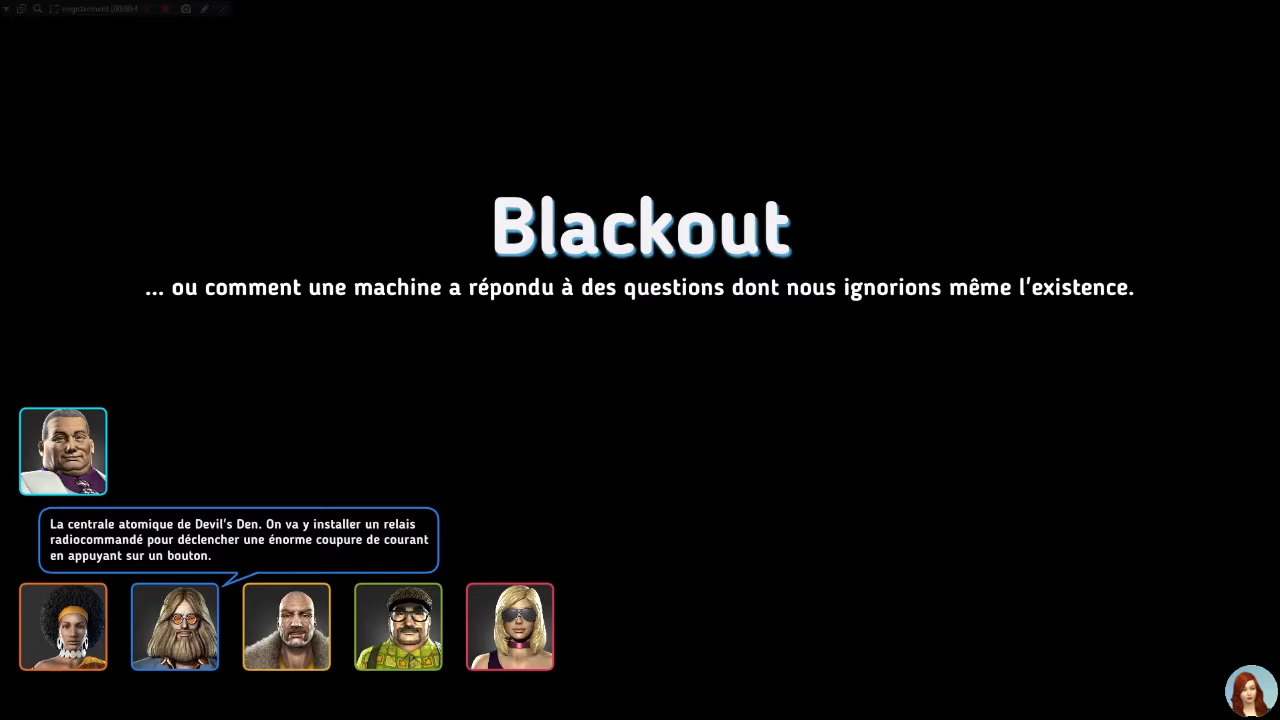 Blackout
... ou comment une machine a répondu à des questions dont nous ignorions même l'existence.
La centrale atomique de Devil's Den. On va y installer un relais
radiocommandé pour déclencher une énorme coupure de courant
en appuyant sur un bouton.